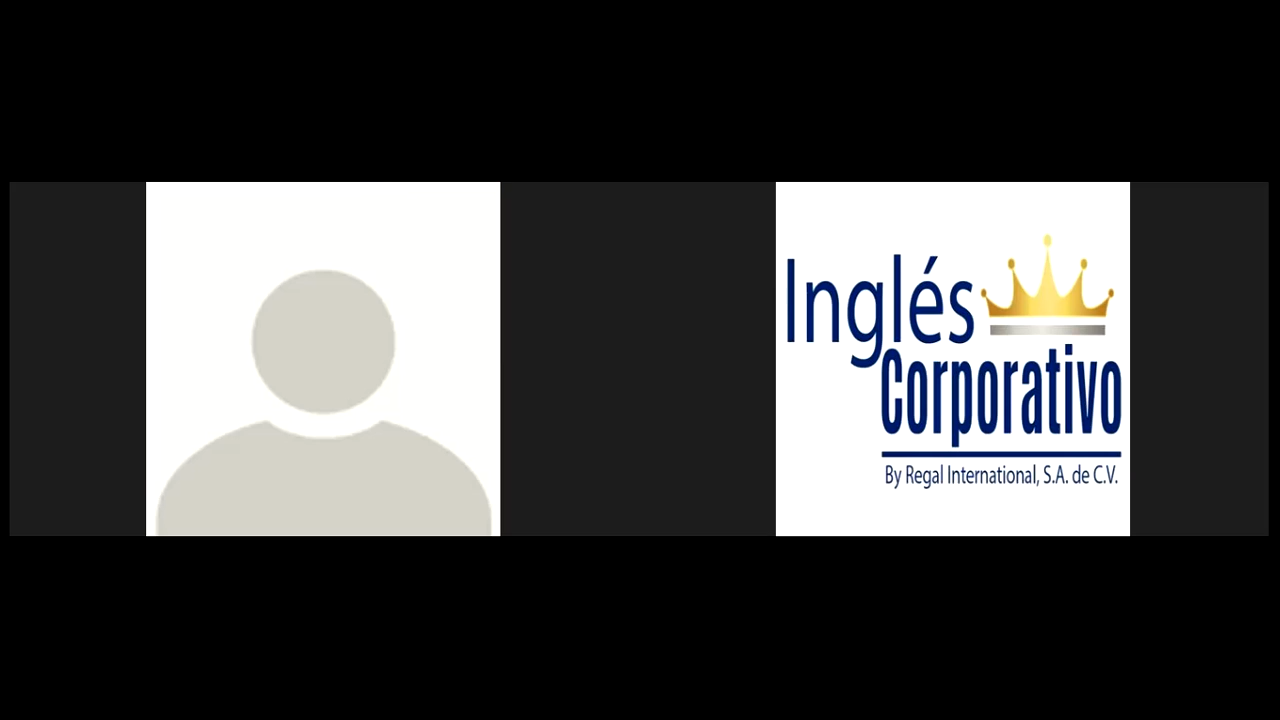 Inglés
Corporativo
By Regal International, S.A. de C.V.